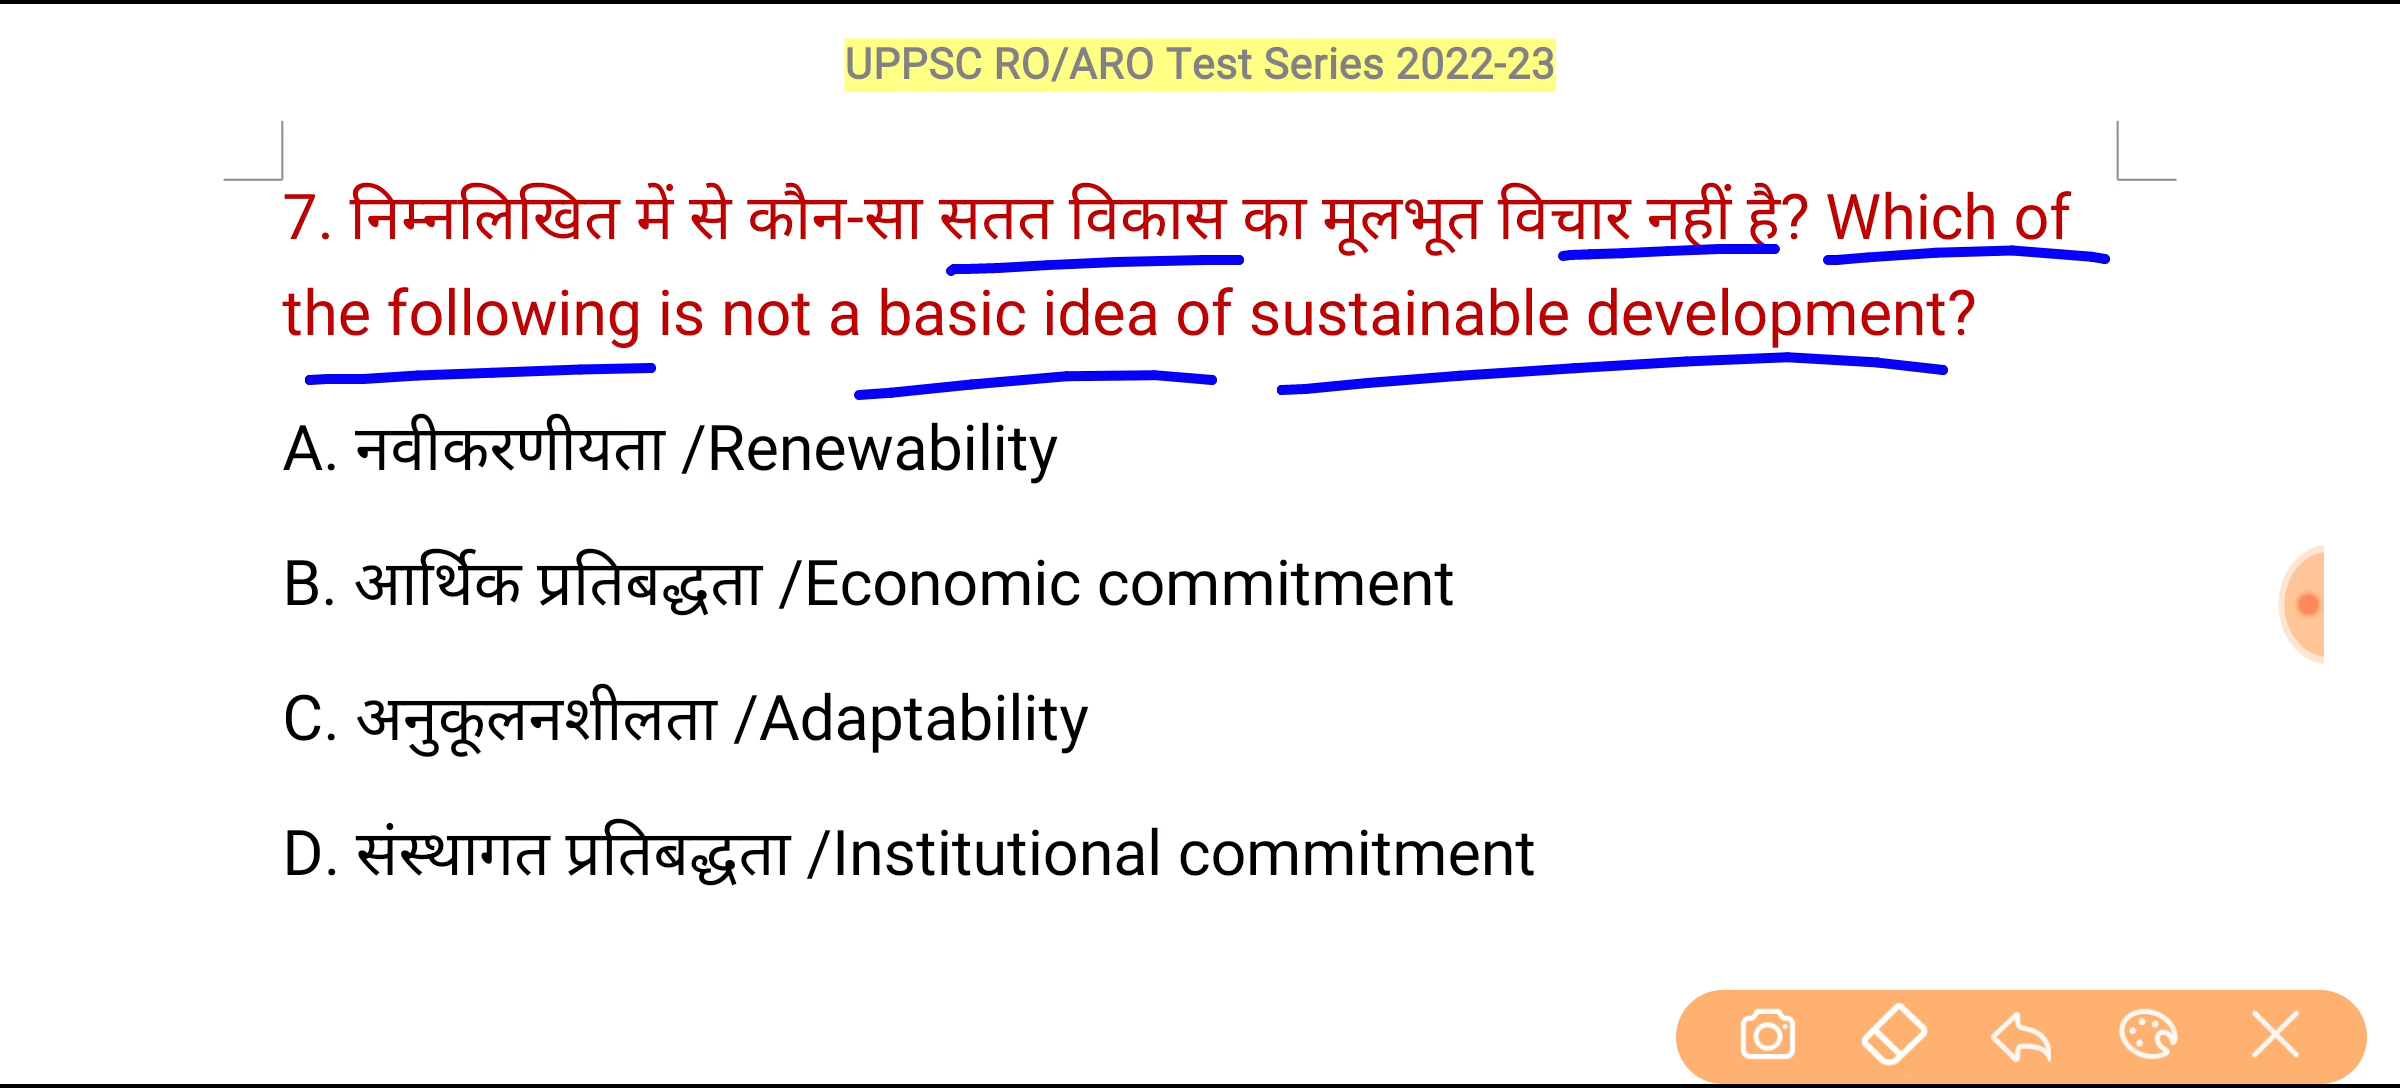 UPPSC RO/ARO Test Series 2022-23
7. निम्नलिखित में से कौन-सा सतत विकास का मूलभूत विचार नहीं है? Which of
the following is not a basic idea of sustainable development?
A. नवीकरणीयता /Renewability
B. आर्थिक प्रतिबद्धता /Economic commitment
C. अनुकूलनशीलता /Adaptability
D. संस्थागत प्रतिबद्धता /Institutional commitment